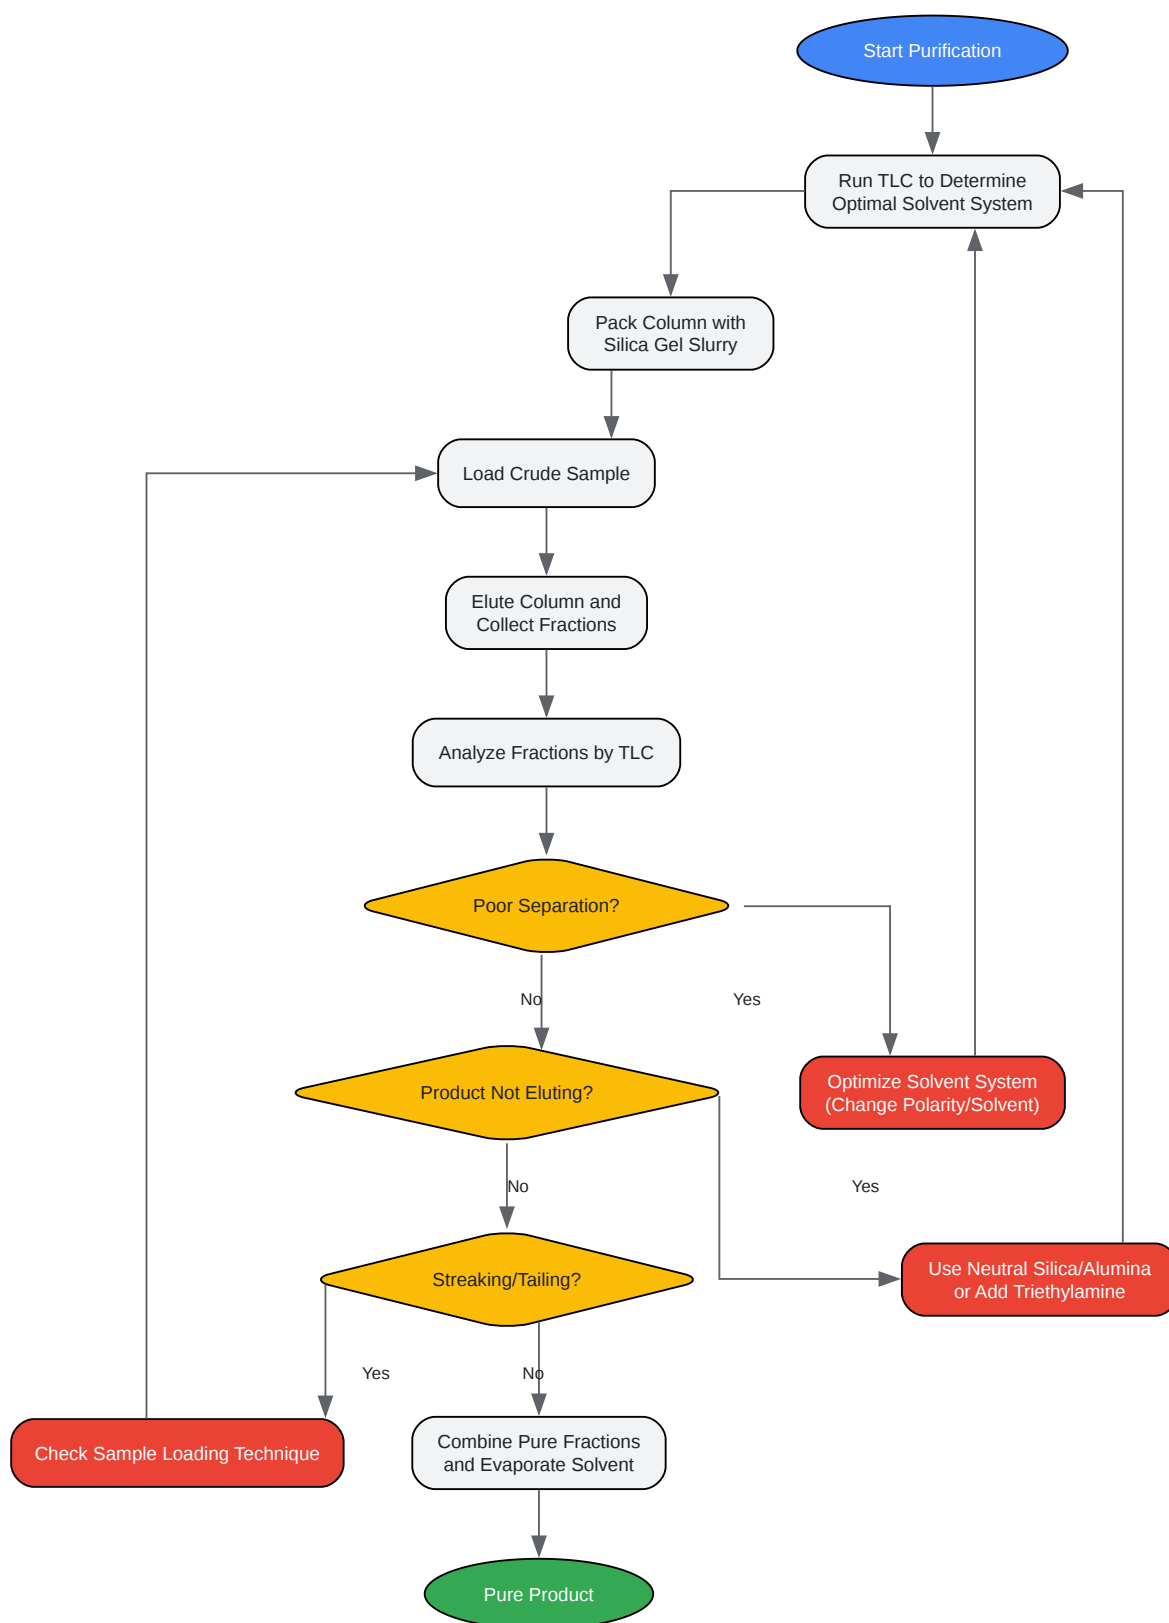 Start Purification
Run TLC to Determine
Optimal Solvent System
Pack Column with
Silica Gel Slurry
Load Crude Sample
Elute Column and
Collect Fractions
Analyze Fractions by TLC
Poor Separation?
No
Yes
Product Not Eluting?
Optimize Solvent System
(Change Polarity/Solvent)
No
Yes
Streaking/Tailing?
Use Neutral Silica/Alumina
or Add Triethylamine
Yes
No
Check Sample Loading Technique
Combine Pure Fractions
and Evaporate Solvent
Pure Product